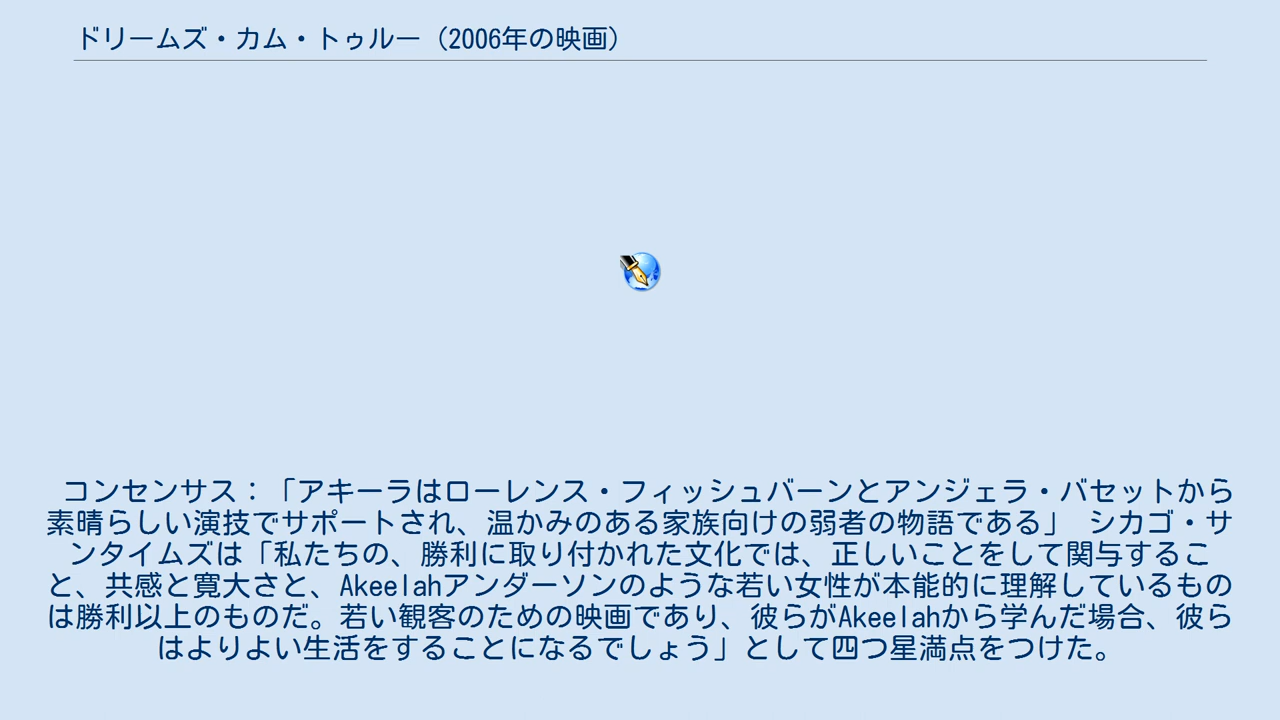 ドリームズ・カム・トゥルー（2006年の映画）
コンセンサス：「アキーラはローレンス・フィッシュバーンとアンジェラ・バセットから
素晴らしい演技でサポートされ、温かみのある家族向けの弱者の物語である」 シカゴ・サ
ンタイムズは「私たちの、勝利に取り付かれた文化では、正しいことをして関与するこ
と、共感と寛大さと、Akeelahアンダーソンのような若い女性が本能的に理解しているもの
は勝利以上のものだ。若い観客のための映画であり、彼らがAkeelahから学んだ場合、彼ら
はよりよい生活をすることになるでしょう」として四つ星満点をつけた。